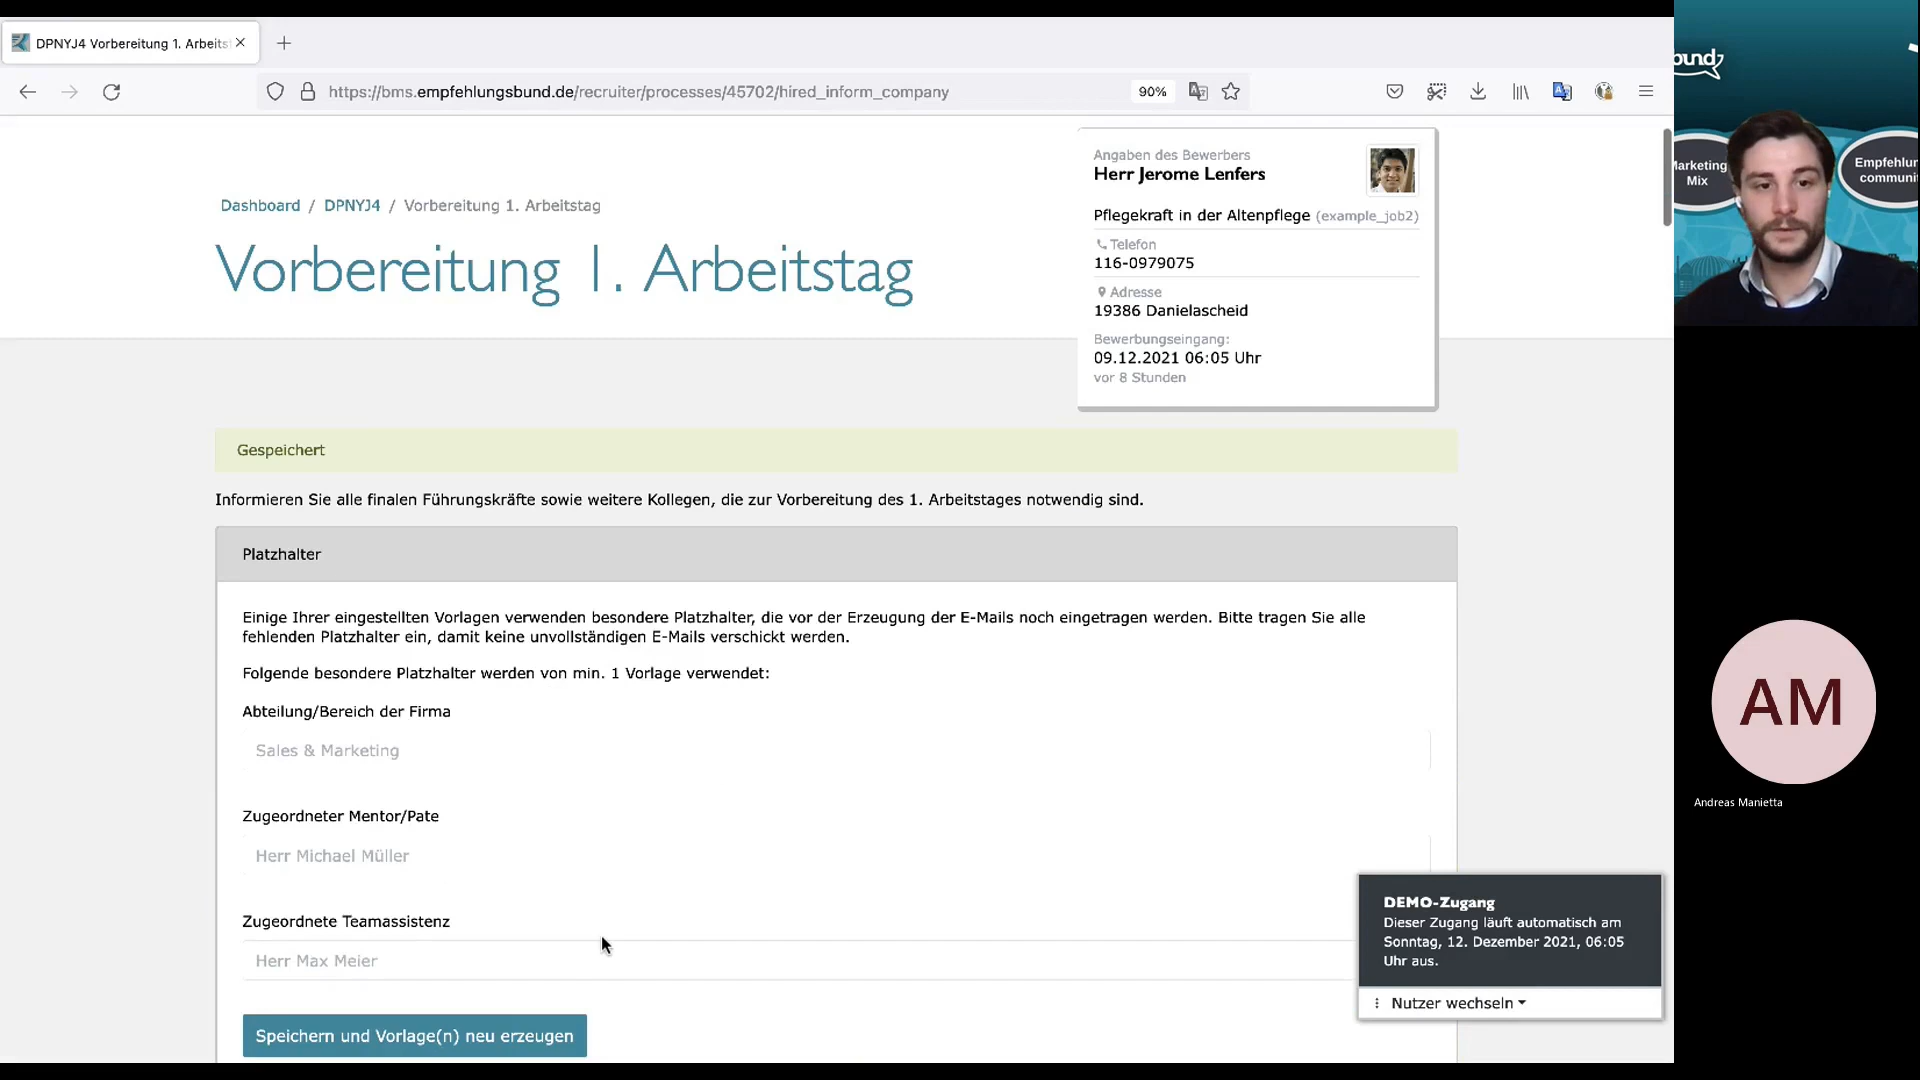 DPNYJ4 Vorbereitung 1. Arbeits
https://bms.empfehlungsbund.de/recruiter/processes/45702/hired_inform_company
90%
Dashboard / DPNYJ4 / Vorbereitung 1. Arbeitstag
Vorbereitung 1. Arbeitstag
Angaben des Bewerbers
Herr Jerome Lenfers
Pflegekraft in der Altenpflege (example_job2)
Telefon
116-0979075
Adresse
19386 Danielascheid
Bewerbungseingang:
09.12.2021 06:05 Uhr
vor 8 Stunden
Gespeichert
Informieren Sie alle finalen Führungskräfte sowie weitere Kollegen, die zur Vorbereitung des 1. Arbeitstages notwendig sind.
Platzhalter
Einige Ihrer eingestellten Vorlagen verwenden besondere Platzhalter, die vor der Erzeugung der E-Mails noch eingetragen werden. Bitte tragen Sie alle
fehlenden Platzhalter ein, damit keine unvollständigen E-Mails verschickt werden.
Folgende besondere Platzhalter werden von min. 1 Vorlage verwendet:
Abteilung/Bereich der Firma
Sales & Marketing
Zugeordneter Mentor/Pate
Herr Michael Müller
Zugeordnete Teamassistenz
Herr Max Meier
Speichern und Vorlage(n) neu erzeugen
DEMO-Zugang
Dieser Zugang läuft automatisch am
Sonntag, 12. Dezember 2021, 06:05
Uhr aus.
Nutzer wechseln
bund
Marketing
Mix
Empfehlun
communi
AM
Andreas Manietta